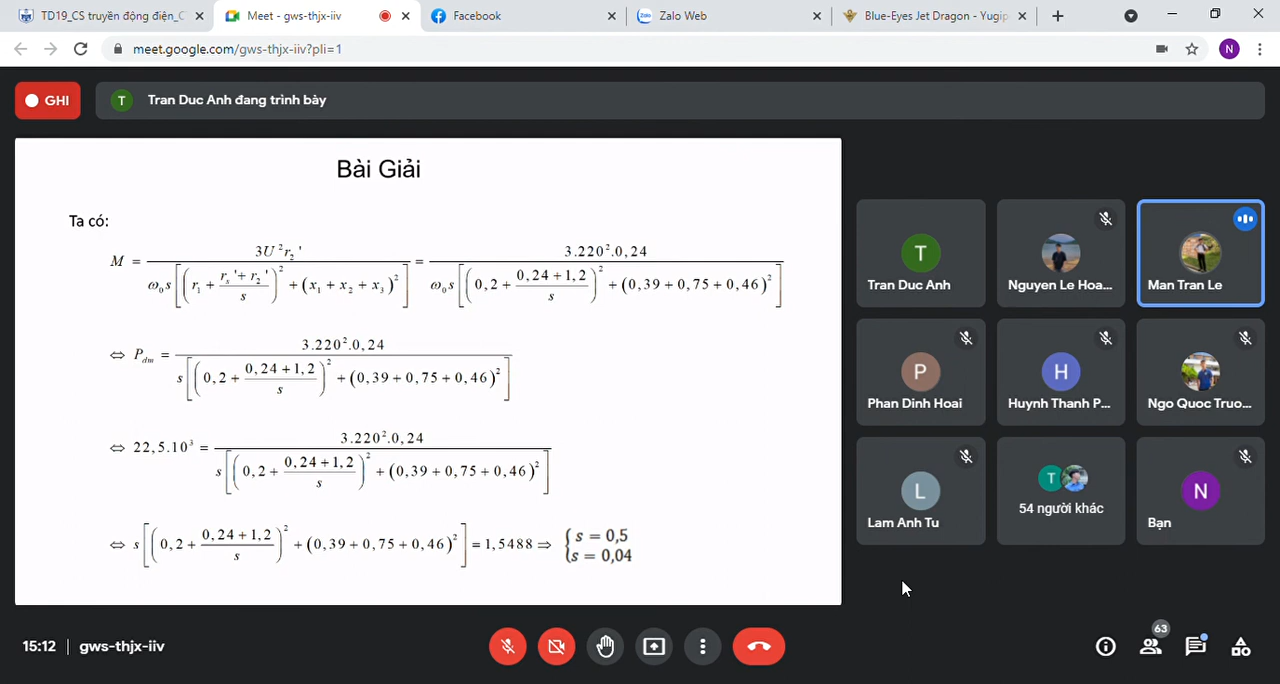 TD19_CS truyền động điện_C
Meet - gws-thjx-iiv
Facebook
Zalo Web
Blue-Eyes Jet Dragon - Yugip
meet.google.com/gws-thjx-iiv?pli=1
N
GHI
T
Tran Duc Anh đang trình bày
Bài Giải
Ta có:
M = 3U²r₂' / ω₀s[(r₁ + (rₛ'+r₂')/s)² + (x₁ + x₂ + x₃)²] = 3.220².0,24 / ω₀s[(0,2 + (0,24+1,2)/s)² + (0,39+0,75+0,46)²]
⇔ Pdm = 3.220².0,24 / s[(0,2 + (0,24+1,2)/s)² + (0,39+0,75+0,46)²]
⇔ 22,5.10³ = 3.220².0,24 / s[(0,2 + (0,24+1,2)/s)² + (0,39+0,75+0,46)²]
⇔ s[(0,2 + (0,24+1,2)/s)² + (0,39+0,75+0,46)²] = 1,5488 ⇒ {s = 0,5
s = 0,04
T
Tran Duc Anh
Nguyen Le Hoa...
Man Tran Le
P
Phan Dinh Hoai
H
Huynh Thanh P...
Ngo Quoc Truo...
L
Lam Anh Tu
T
54 người khác
N
Bạn
15:12 | gws-thjx-iiv
63